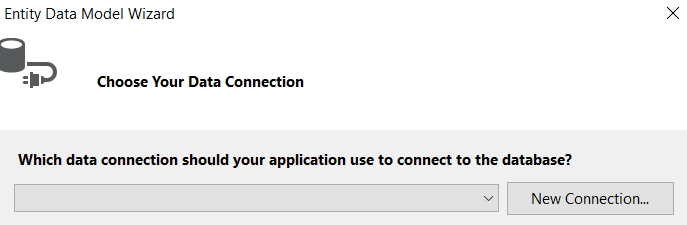 Entity Data Model Wizard
Choose Your Data Connection
Which data connection should your application use to connect to the database?
New Connection...